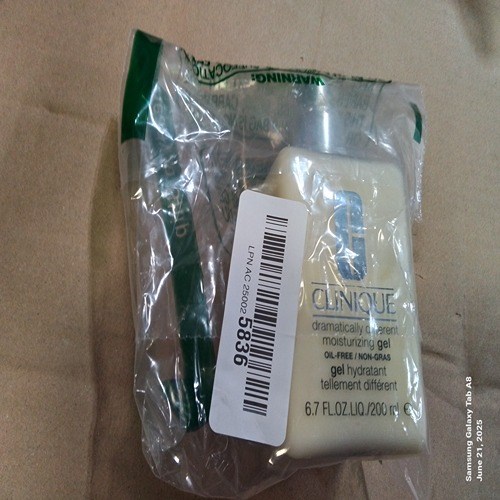 WARNING:
LPN AC 25002 5836
CLINIQUE
dramatically different
moisturizing gel
OIL-FREE / NON-GRAS
gel hydratant
tellement différent
6.7 FL.OZ.LIQ./200 ml ℮
Samsung Galaxy Tab A8
June 21, 2025